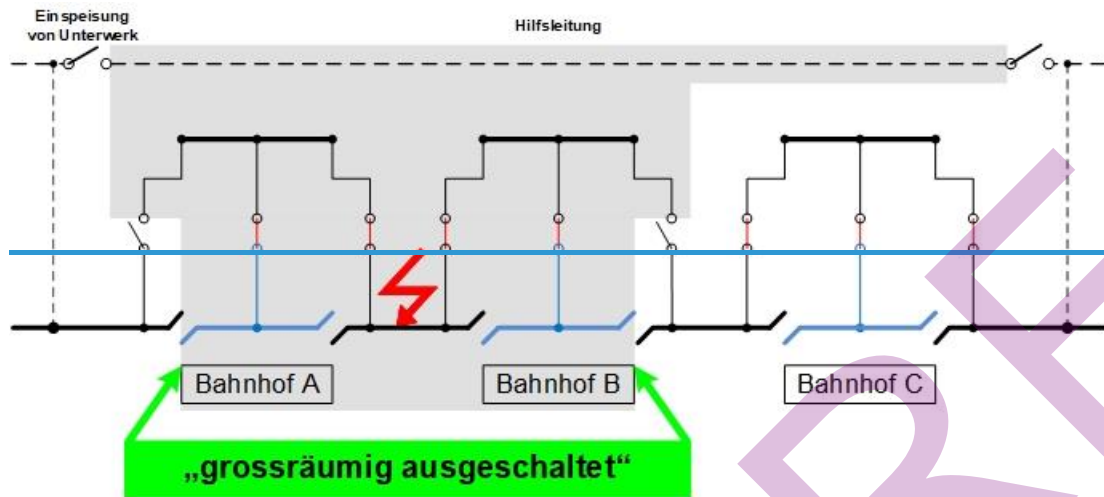 Einspeisung
von Unterwerk
Hilfsleitung
Bahnhof A
Bahnhof B
Bahnhof C
„grossräumig ausgeschaltet“